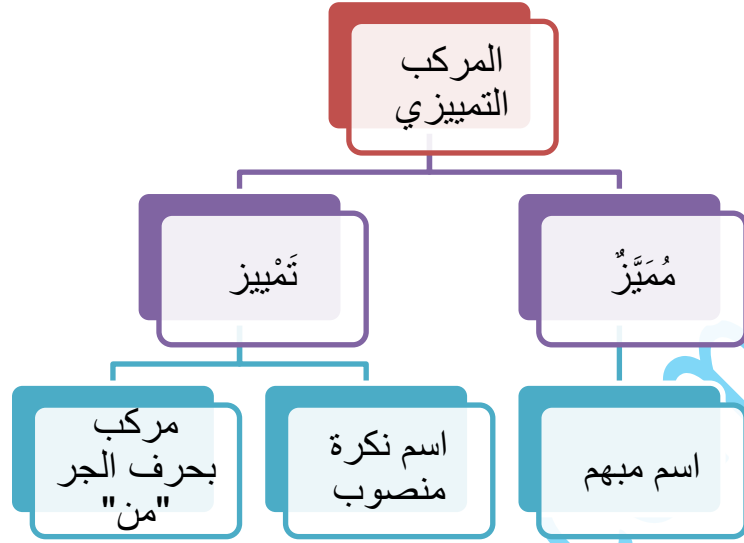 المركب
التمييزي
مُمَيَّزٌ
تَمْييز
اسم مبهم
اسم نكرة
منصوب
مركب
بحرف الجر
"من"